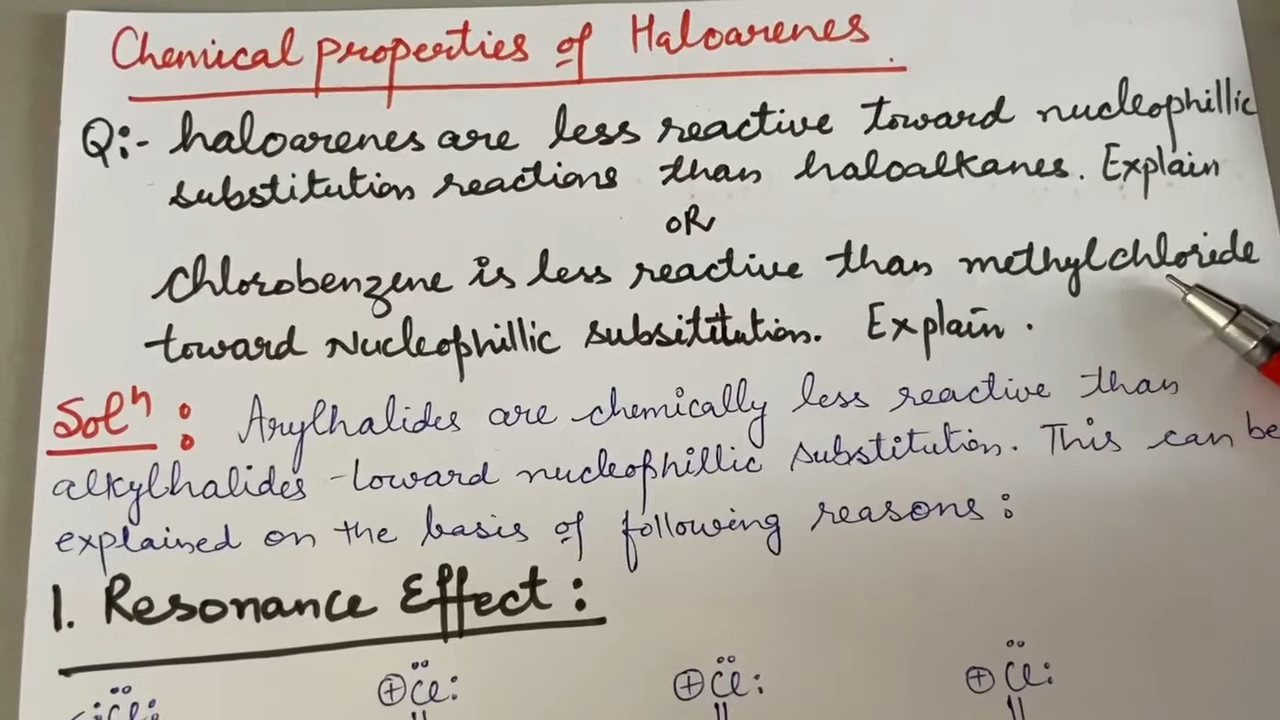 Chemical properties of Haloarenes.
Q:- haloarenes are less reactive toward nucleophillic
substitution reactions than haloalkanes. Explain
OR
Chlorobenzene is less reactive than methylchloride
toward Nucleophillic subsititution. Explain.
Solⁿ: Arylhalides are chemically less reactive than
alkylhalides toward nucleophillic substitution. This can be
explained on the basis of following reasons:
1. Resonance Effect:
:Cl: ⊕Cl: ⊕Cl: ⊕Cl: